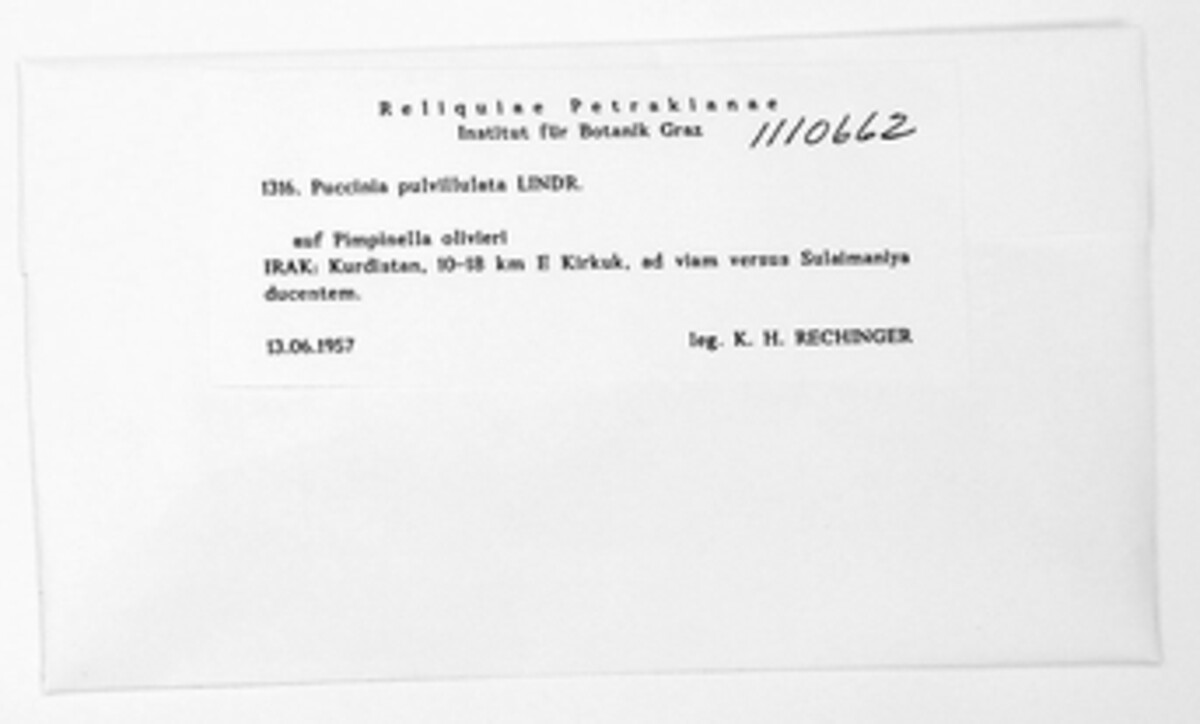 Reliquiae Petrakianae
Institut für Botanik Graz
1110662
1316. Puccinia pulvillulata LINDR.
auf Pimpinella olivieri
IRAK: Kurdistan, 10-18 km E Kirkuk, ad viam versus Sulaimaniya
ducentem.
13.06.1957
leg. K. H. RECHINGER